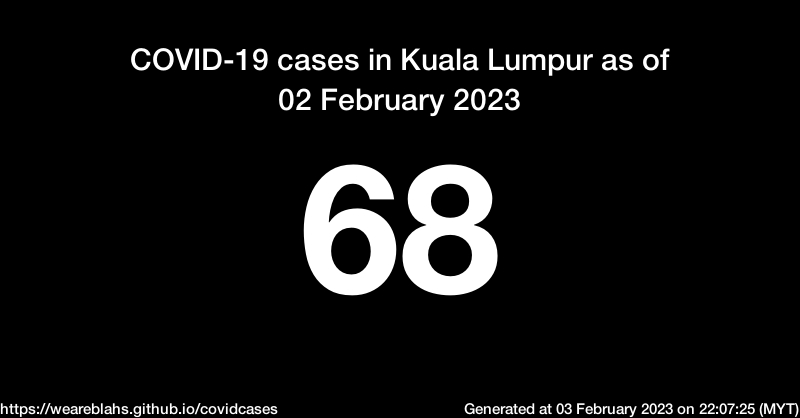 COVID-19 cases in Kuala Lumpur as of
02 February 2023
68
https://weareblahs.github.io/covidcases
Generated at 03 February 2023 on 22:07:25 (MYT)